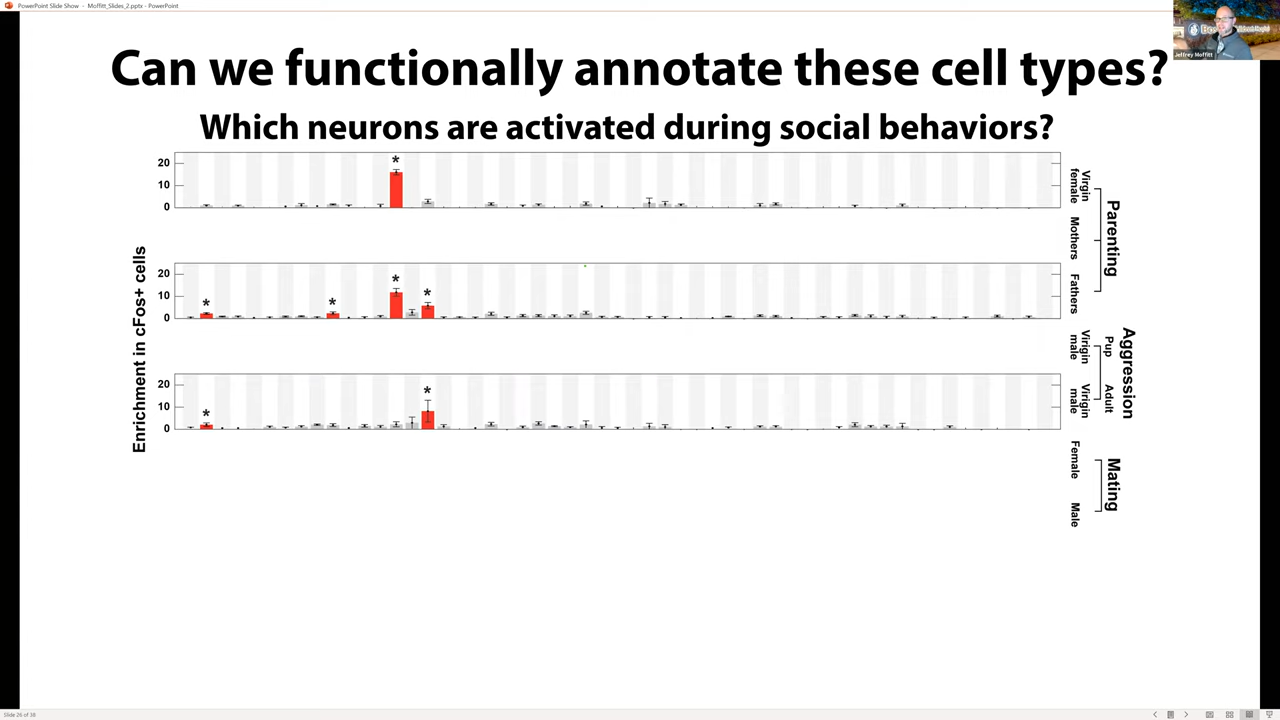 PowerPoint Slide Show - Moffitt_Slides_2.pptx - PowerPoint
Jeffrey Moffitt
Can we functionally annotate these cell types?
Which neurons are activated during social behaviors?
Enrichment in cFos+ cells
20
10
0
*
20
10
0
* * * *
20
10
0
* *
Virgin female
Mothers
Fathers
Parenting
Virigin male
Pup
Virigin male
Adult
Aggression
Female
Male
Mating
Slide 26 of 38